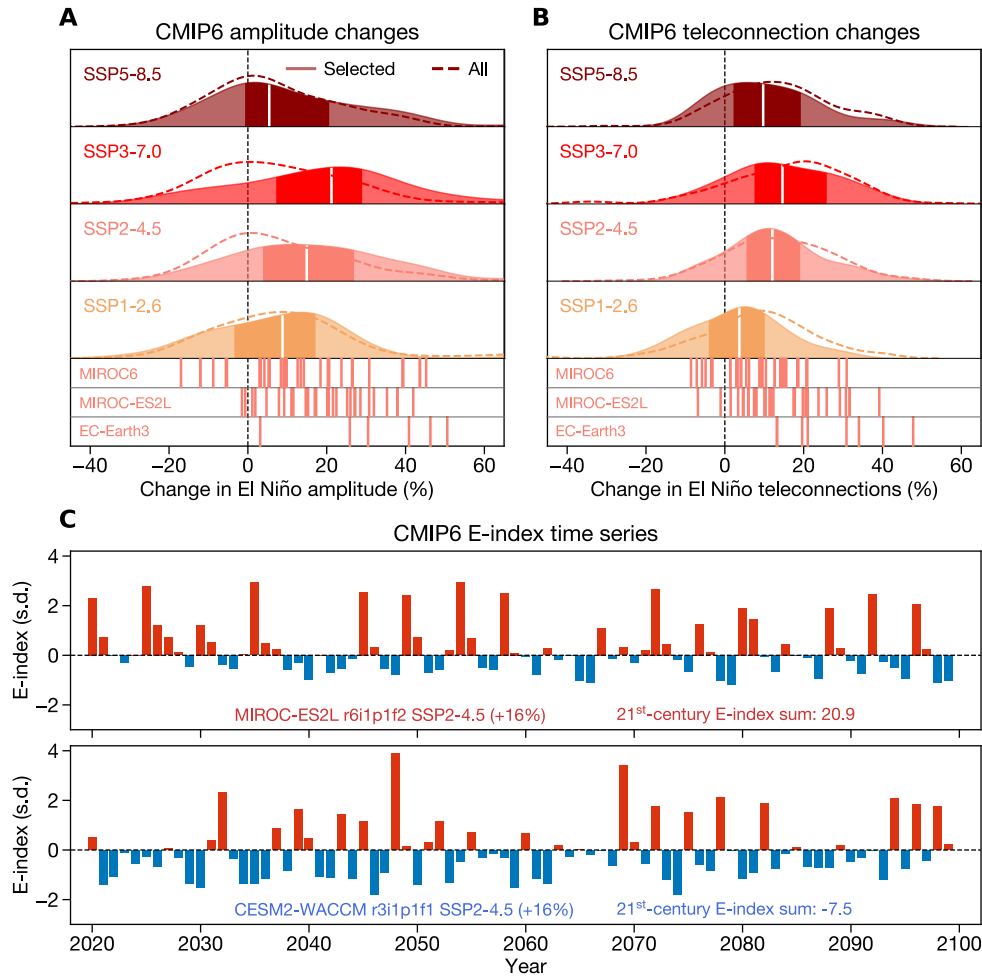 A
CMIP6 amplitude changes
SSP5-8.5
Selected
All
SSP3-7.0
SSP2-4.5
SSP1-2.6
MIROC6
MIROC-ES2L
EC-Earth3
−40 −20 0 20 40 60
Change in El Niño amplitude (%)
B
CMIP6 teleconnection changes
SSP5-8.5
SSP3-7.0
SSP2-4.5
SSP1-2.6
MIROC6
MIROC-ES2L
EC-Earth3
−40 −20 0 20 40 60
Change in El Niño teleconnections (%)
C
CMIP6 E-index time series
E-index (s.d.)
4
2
0
−2
MIROC-ES2L r6i1p1f2 SSP2-4.5 (+16%) 21st-century E-index sum: 20.9
E-index (s.d.)
4
2
0
−2
CESM2-WACCM r3i1p1f1 SSP2-4.5 (+16%) 21st-century E-index sum: -7.5
2020 2030 2040 2050 2060 2070 2080 2090 2100
Year